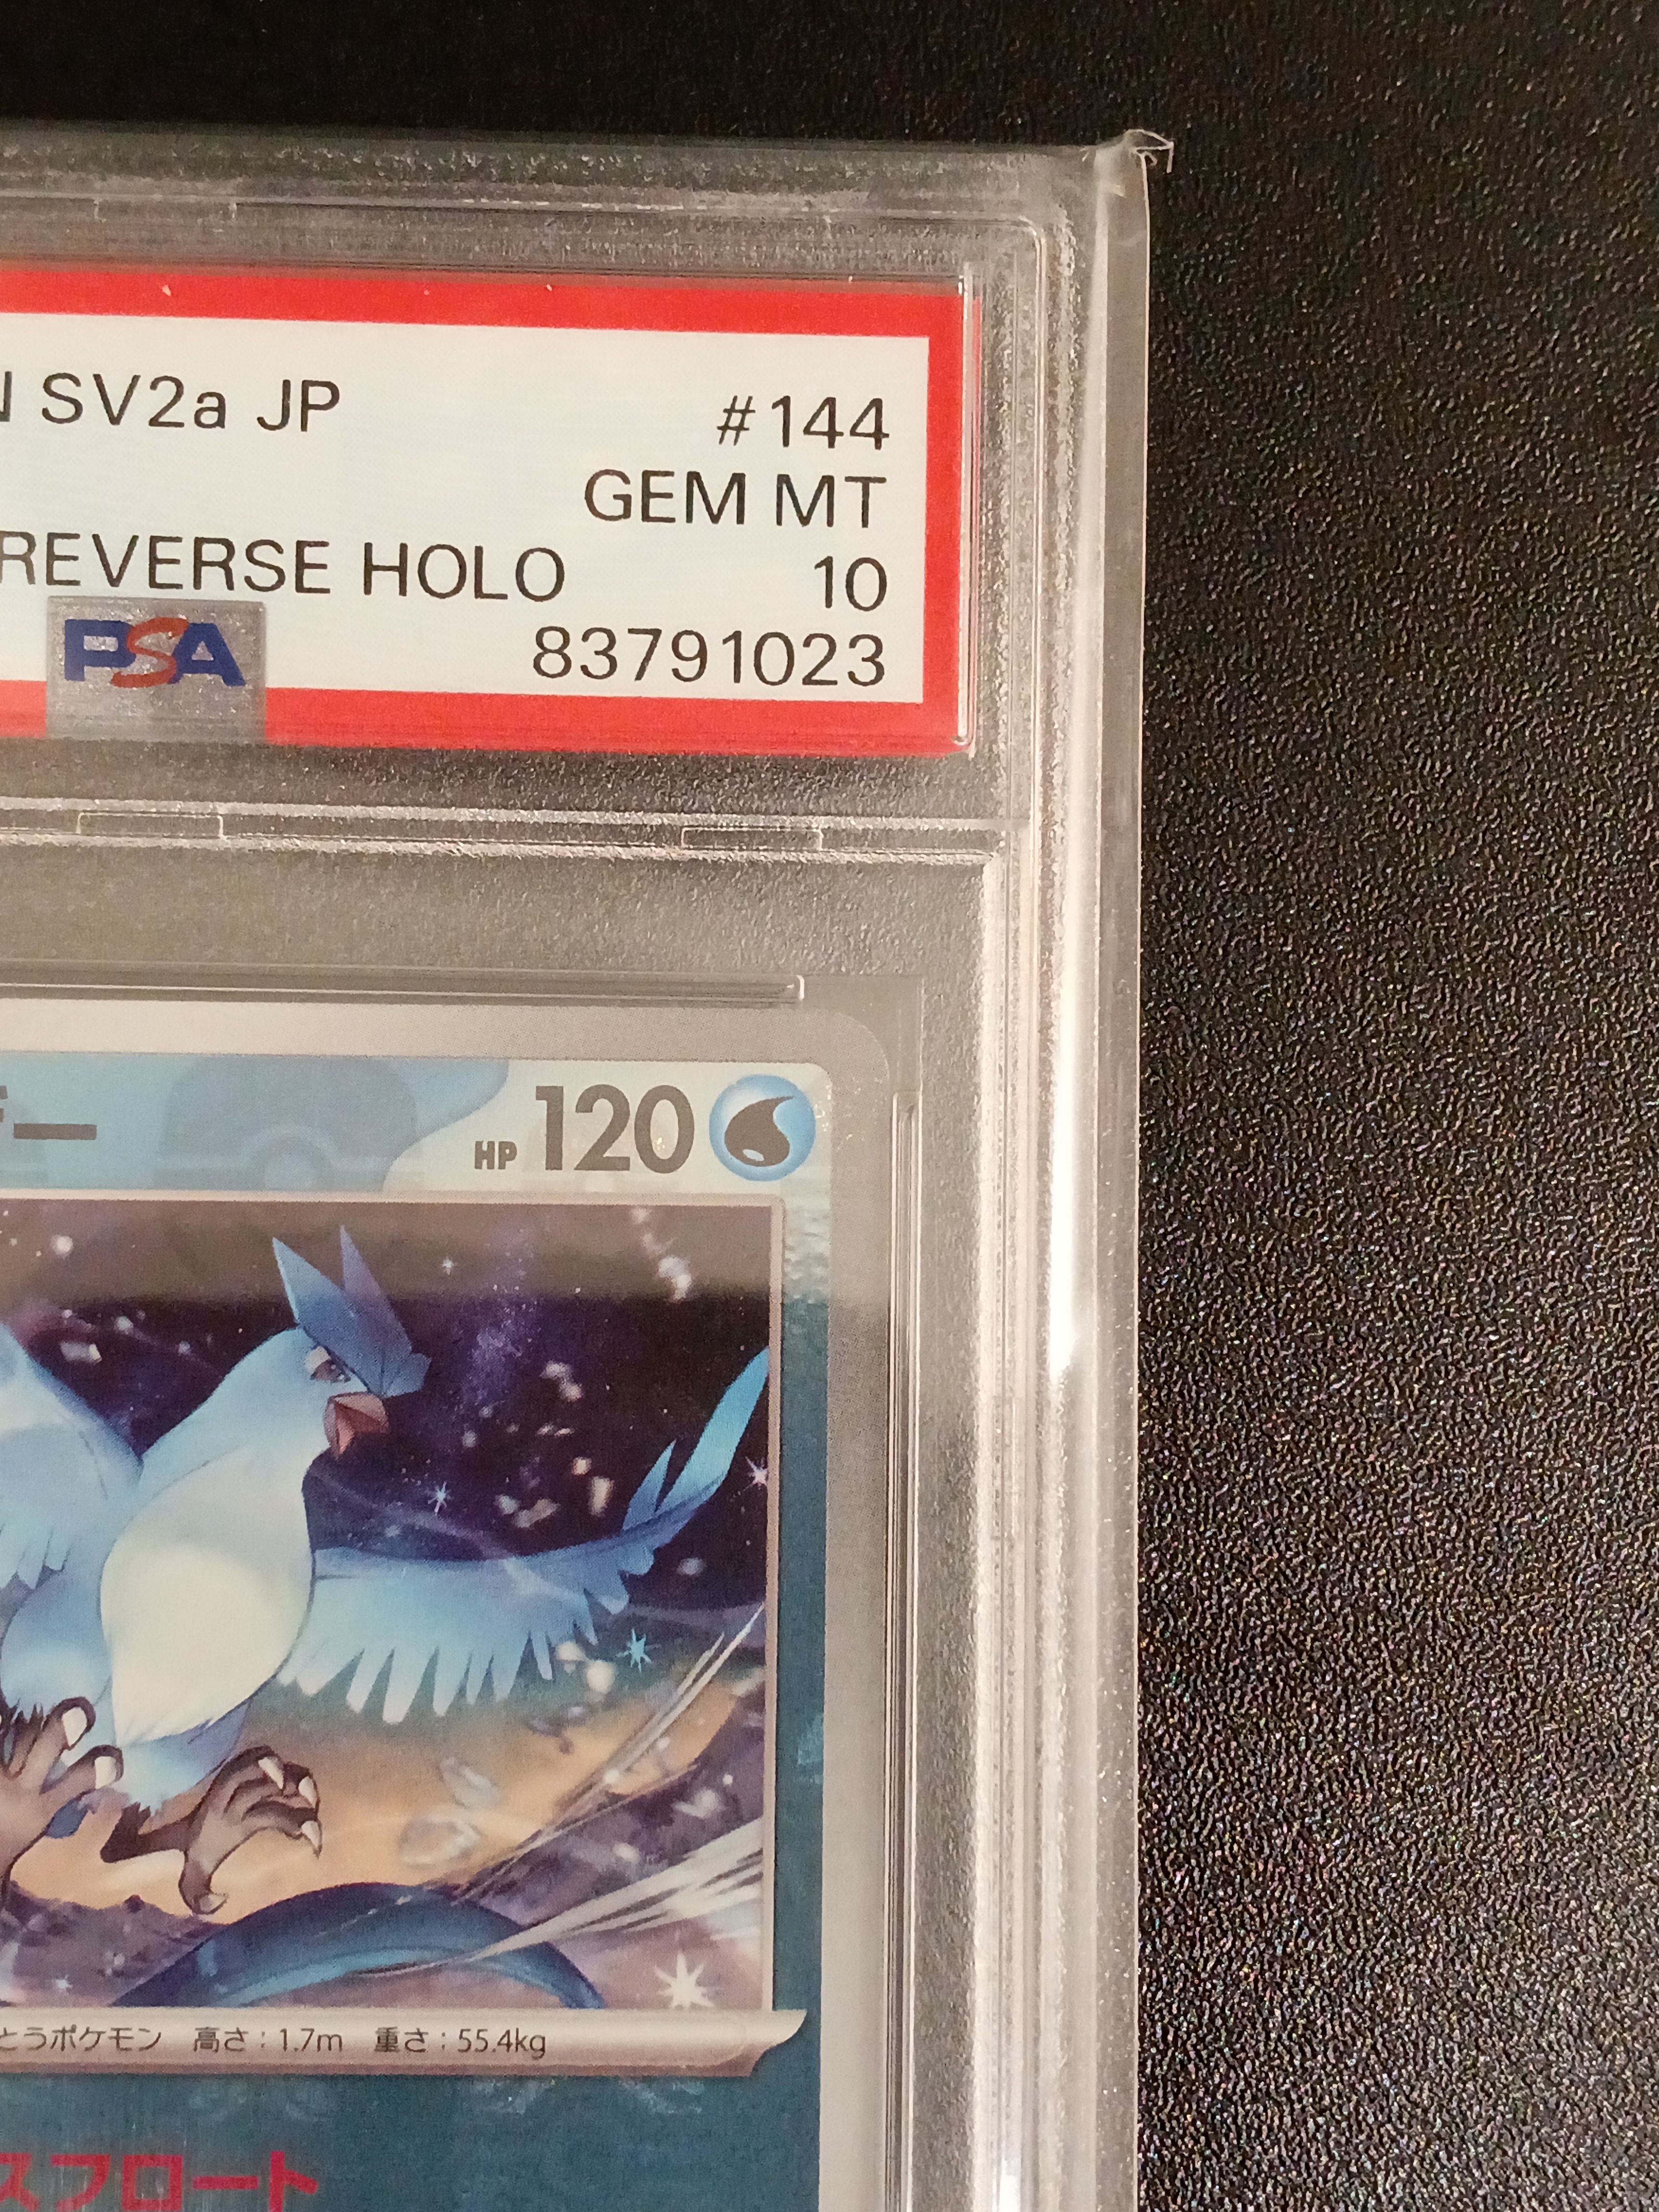 SV2a JP #144
GEM MT
REVERSE HOLO 10
PSA 83791023
ー HP 120
とうポケモン 高さ：1.7m 重さ：55.4kg
スフロート